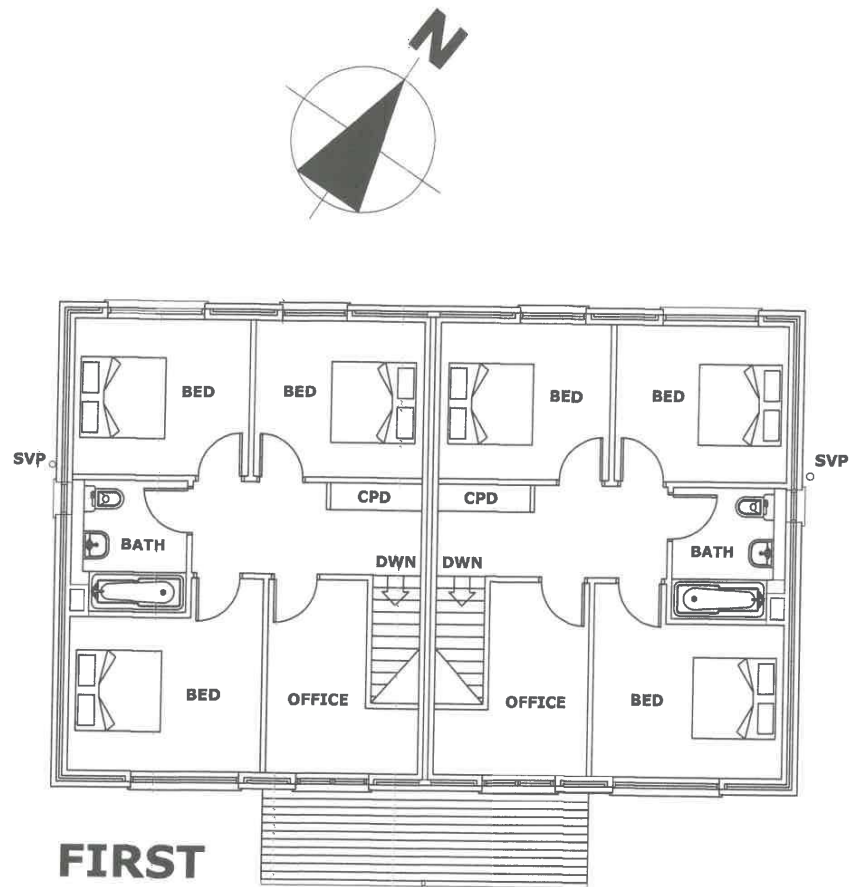 N
BED BED BED BED
SVP SVP
CPD CPD
BATH BATH
DWN DWN
BED OFFICE OFFICE BED
FIRST